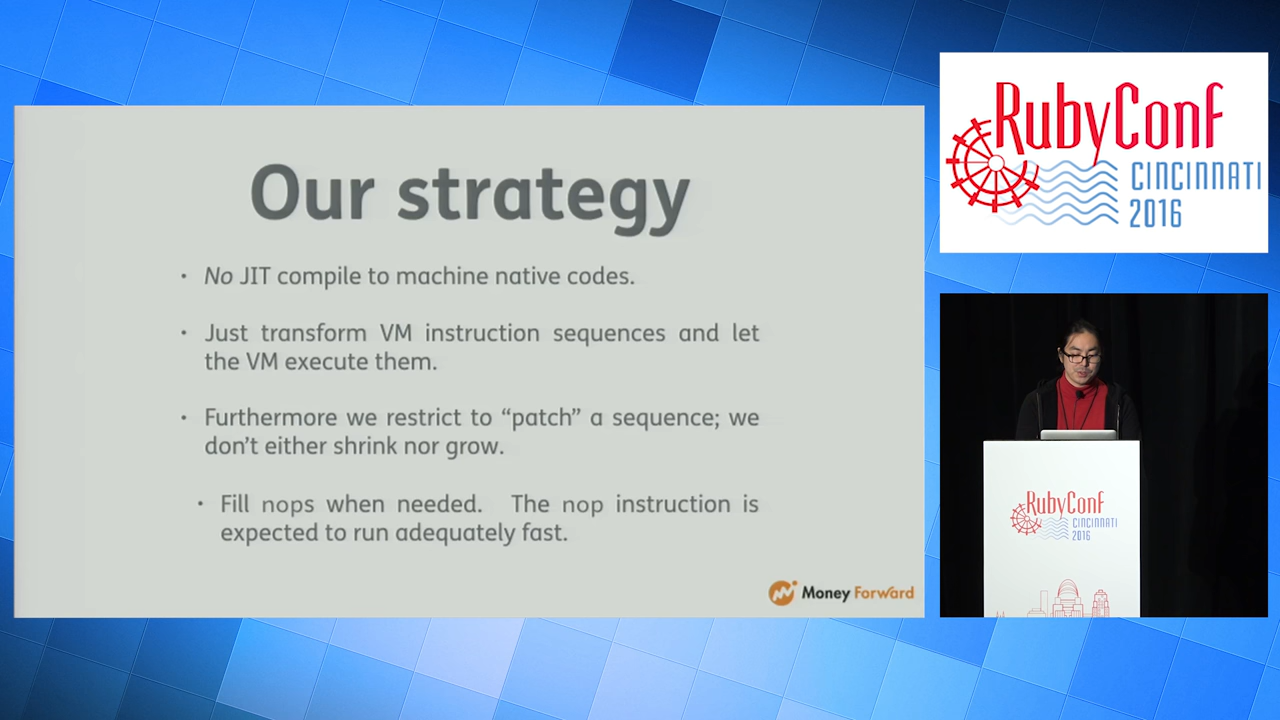 Our strategy
• No JIT compile to machine native codes.
• Just transform VM instruction sequences and let
the VM execute them.
• Furthermore we restrict to “patch” a sequence; we
don’t either shrink nor grow.
• Fill nops when needed. The nop instruction is
expected to run adequately fast.
Money Forward
RubyConf
CINCINNATI
2016
RubyConf
CINCINNATI
2016